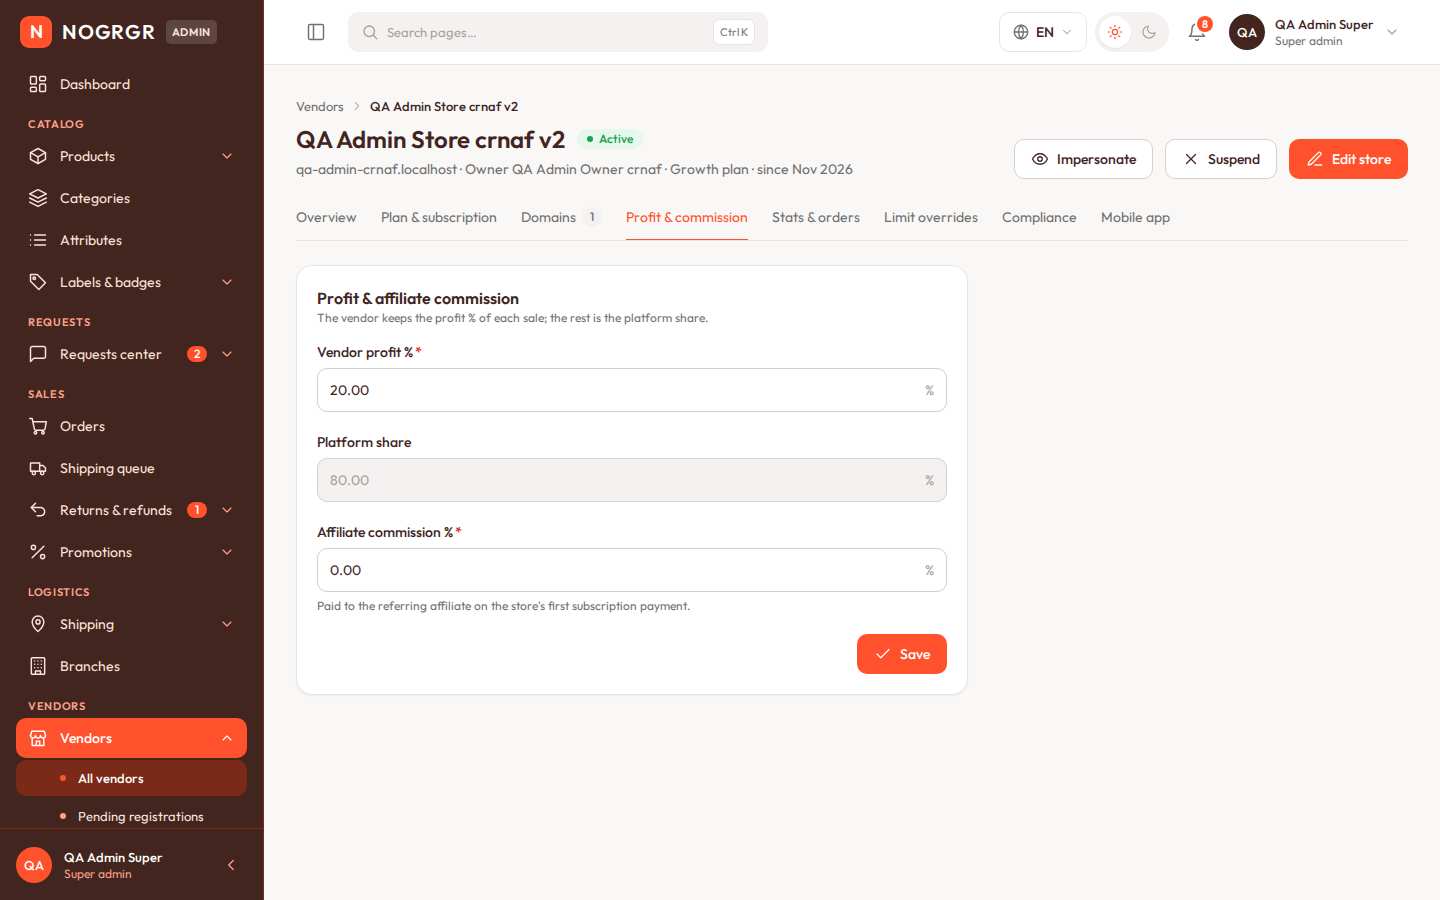 N NOGRGR ADMIN
Search pages...
Ctrl K
EN
8
QA
QA Admin Super
Super admin
Dashboard
CATALOG
Products
Categories
Attributes
Labels & badges
REQUESTS
Requests center 2
SALES
Orders
Shipping queue
Returns & refunds 1
Promotions
LOGISTICS
Shipping
Branches
VENDORS
Vendors
All vendors
Pending registrations
QA
QA Admin Super
Super admin
Vendors > QA Admin Store crnaf v2
QA Admin Store crnaf v2 Active
qa-admin-crnaf.localhost · Owner QA Admin Owner crnaf · Growth plan · since Nov 2026
Impersonate
Suspend
Edit store
Overview Plan & subscription Domains 1 Profit & commission Stats & orders Limit overrides Compliance Mobile app
Profit & affiliate commission
The vendor keeps the profit % of each sale; the rest is the platform share.
Vendor profit % *
20.00 %
Platform share
80.00 %
Affiliate commission % *
0.00 %
Paid to the referring affiliate on the store's first subscription payment.
Save